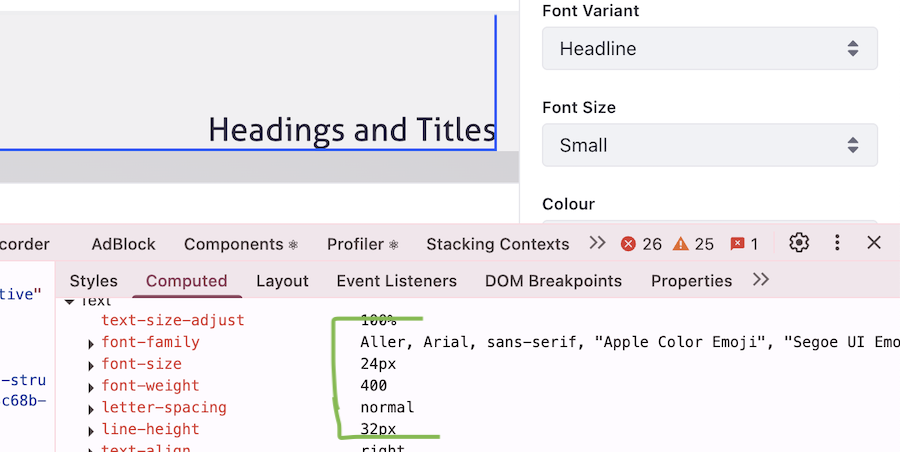 Font Variant
Headline
Headings and Titles
Font Size
Small
Colour
corder AdBlock Components ⚛ Profiler ⚛ Stacking Contexts 26 25 1
Styles Computed Layout Event Listeners DOM Breakpoints Properties
tive"
Text
text-size-adjust 100%
font-family Aller, Arial, sans-serif, "Apple Color Emoji", "Segoe UI Emo
font-size 24px
-stru
font-weight 400
c68b-
letter-spacing normal
line-height 32px
text-align right